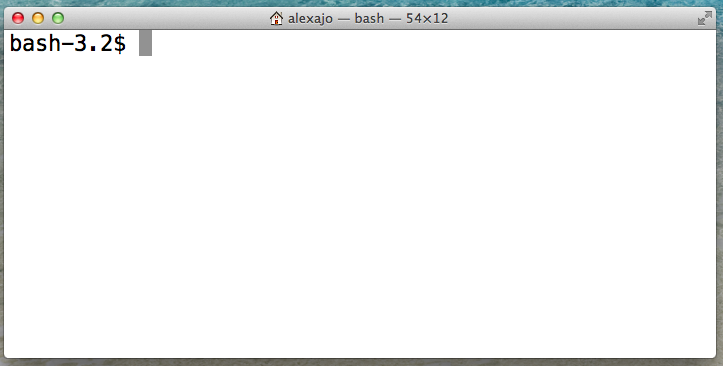 alexajo — bash — 54×12
bash-3.2$